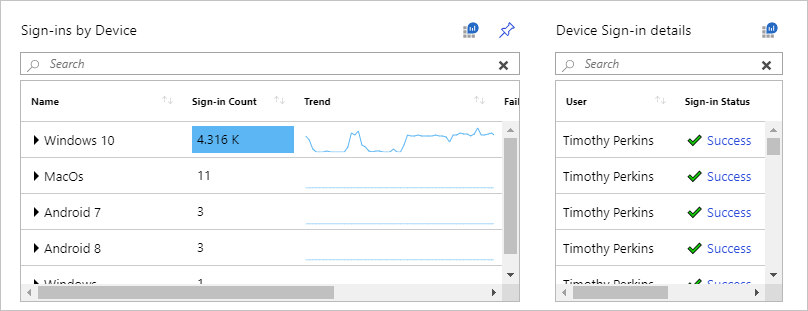 Sign-ins by Device
Search
Name Sign-in Count Trend Fail
Windows 10 4.316 K
MacOs 11
Android 7 3
Android 8 3
Windows 1
Device Sign-in details
Search
User Sign-in Status
Timothy Perkins Success
Timothy Perkins Success
Timothy Perkins Success
Timothy Perkins Success
Timothy Perkins Success